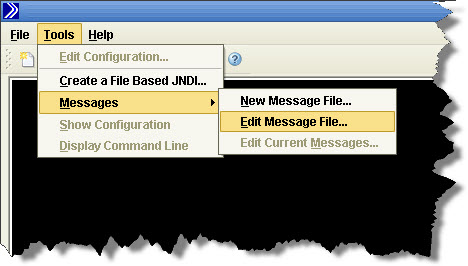 File Tools Help
Edit Configuration...
Create a File Based JNDI...
Messages
New Message File...
Edit Message File...
Show Configuration
Edit Current Messages...
Display Command Line